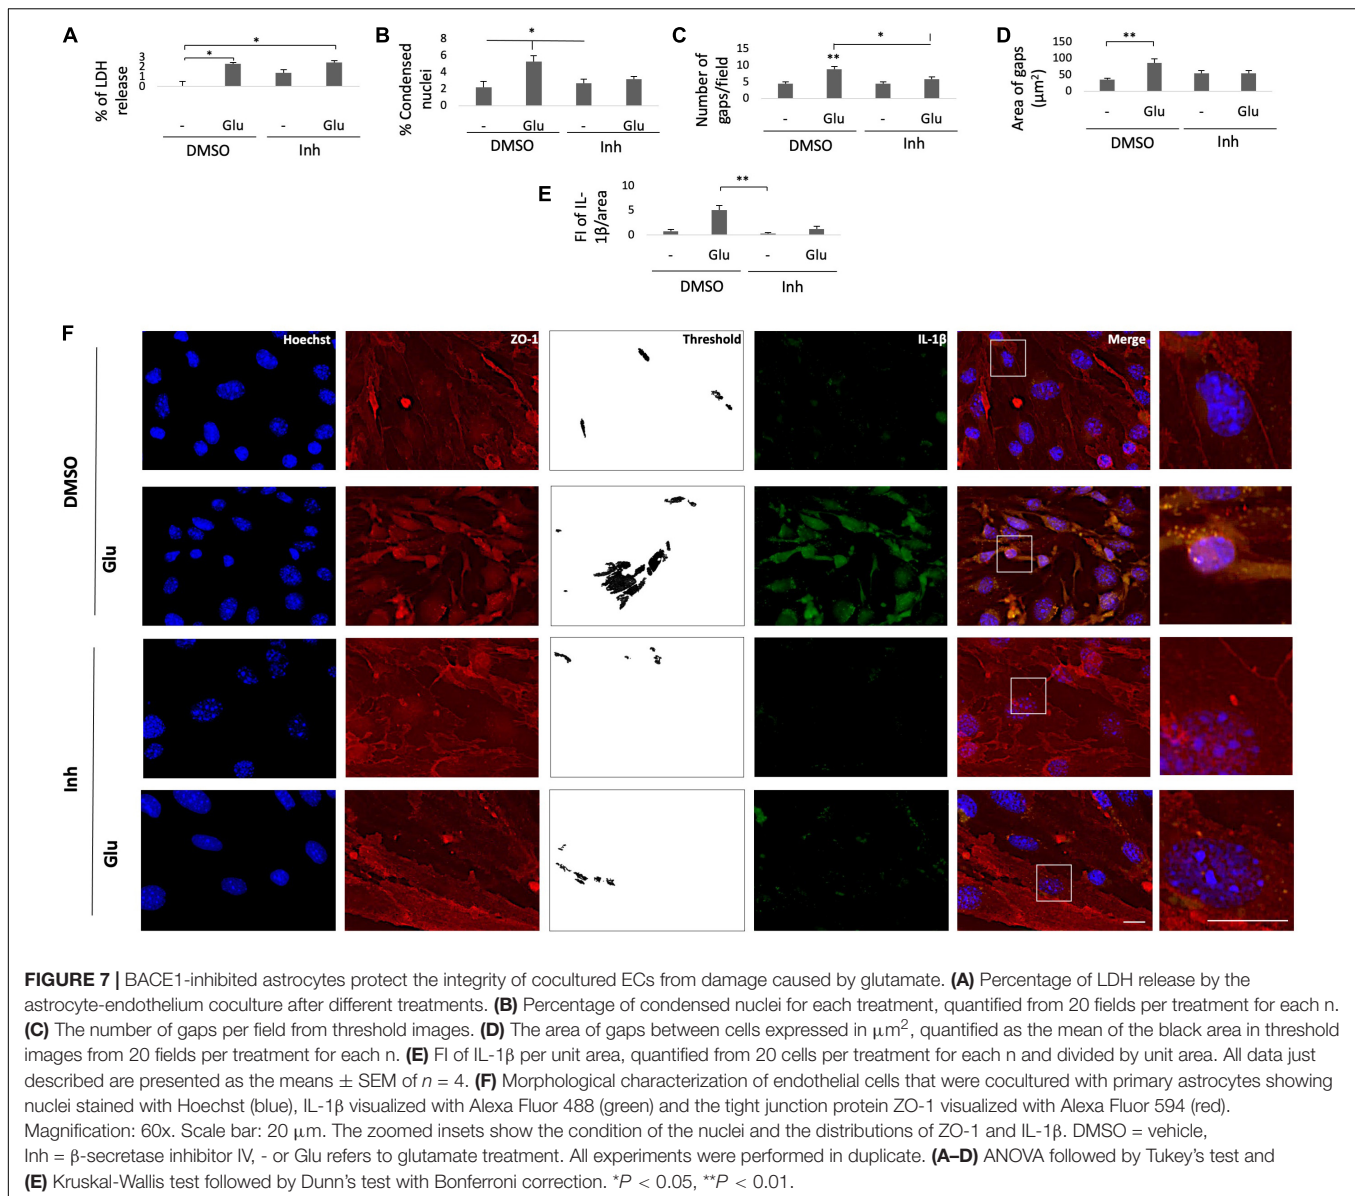 A
% of LDH
release
3
2
1
0
*
*
-
Glu
-
Glu
DMSO
Inh
B
% Condensed
nuclei
8
6
4
2
0
*
-
Glu
-
Glu
DMSO
Inh
C
Number of
gaps/field
15
10
5
0
**
*
-
Glu
-
Glu
DMSO
Inh
D
Area of gaps
(μm²)
150
100
50
0
**
-
Glu
-
Glu
DMSO
Inh
E
FI of IL-
1β/area
10
5
0
**
-
Glu
-
Glu
DMSO
Inh
F
Hoechst
ZO-1
Threshold
IL-1β
Merge
DMSO
Glu
Inh
Glu
FIGURE 7 | BACE1-inhibited astrocytes protect the integrity of cocultured ECs from damage caused by glutamate. (A) Percentage of LDH release by the
astrocyte-endothelium coculture after different treatments. (B) Percentage of condensed nuclei for each treatment, quantified from 20 fields per treatment for each n.
(C) The number of gaps per field from threshold images. (D) The area of gaps between cells expressed in μm², quantified as the mean of the black area in threshold
images from 20 fields per treatment for each n. (E) FI of IL-1β per unit area, quantified from 20 cells per treatment for each n and divided by unit area. All data just
described are presented as the means ± SEM of n = 4. (F) Morphological characterization of endothelial cells that were cocultured with primary astrocytes showing
nuclei stained with Hoechst (blue), IL-1β visualized with Alexa Fluor 488 (green) and the tight junction protein ZO-1 visualized with Alexa Fluor 594 (red).
Magnification: 60x. Scale bar: 20 μm. The zoomed insets show the condition of the nuclei and the distributions of ZO-1 and IL-1β. DMSO = vehicle,
Inh = β-secretase inhibitor IV, - or Glu refers to glutamate treatment. All experiments were performed in duplicate. (A–D) ANOVA followed by Tukey's test and
(E) Kruskal-Wallis test followed by Dunn's test with Bonferroni correction. *P < 0.05, **P < 0.01.